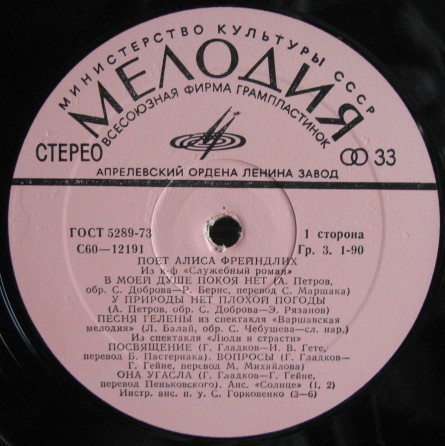 МИНИСТЕРСТВО КУЛЬТУРЫ СССР
МЕЛОДИЯ
ВСЕСОЮЗНАЯ ФИРМА ГРАМПЛАСТИНОК
СТЕРЕО
33
АПРЕЛЕВСКИЙ ОРДЕНА ЛЕНИНА ЗАВОД
ГОСТ 5289-73
1 сторона
С60—12191
Гр. 3. 1-90
ПОЕТ АЛИСА ФРЕЙНДЛИХ
Из к-ф «Служебный роман»
В МОЕЙ ДУШЕ ПОКОЯ НЕТ (А. Петров,
обр. С. Доброва—Р. Бернс, перевод С. Маршака)
У ПРИРОДЫ НЕТ ПЛОХОЙ ПОГОДЫ
(А. Петров, обр. С. Доброва—Э. Рязанов)
ПЕСНЯ ГЕЛЕНЫ из спектакля «Варшавская
мелодия» (Л. Балай, обр. С. Чебушева—сл. нар.)
Из спектакля «Люди и страсти»
ПОСВЯЩЕНИЕ (Г. Гладков—И. В. Гете,
перевод Б. Пастернака). ВОПРОСЫ (Г. Гладков—
Г. Гейне, перевод М. Михайлова)
ОНА УГАСЛА (Г. Гладков—Г. Гейне,
перевод Пеньковского). Анс. «Солнце» (1, 2)
Инстр. анс. п. у. С. Горковенко (3—6)